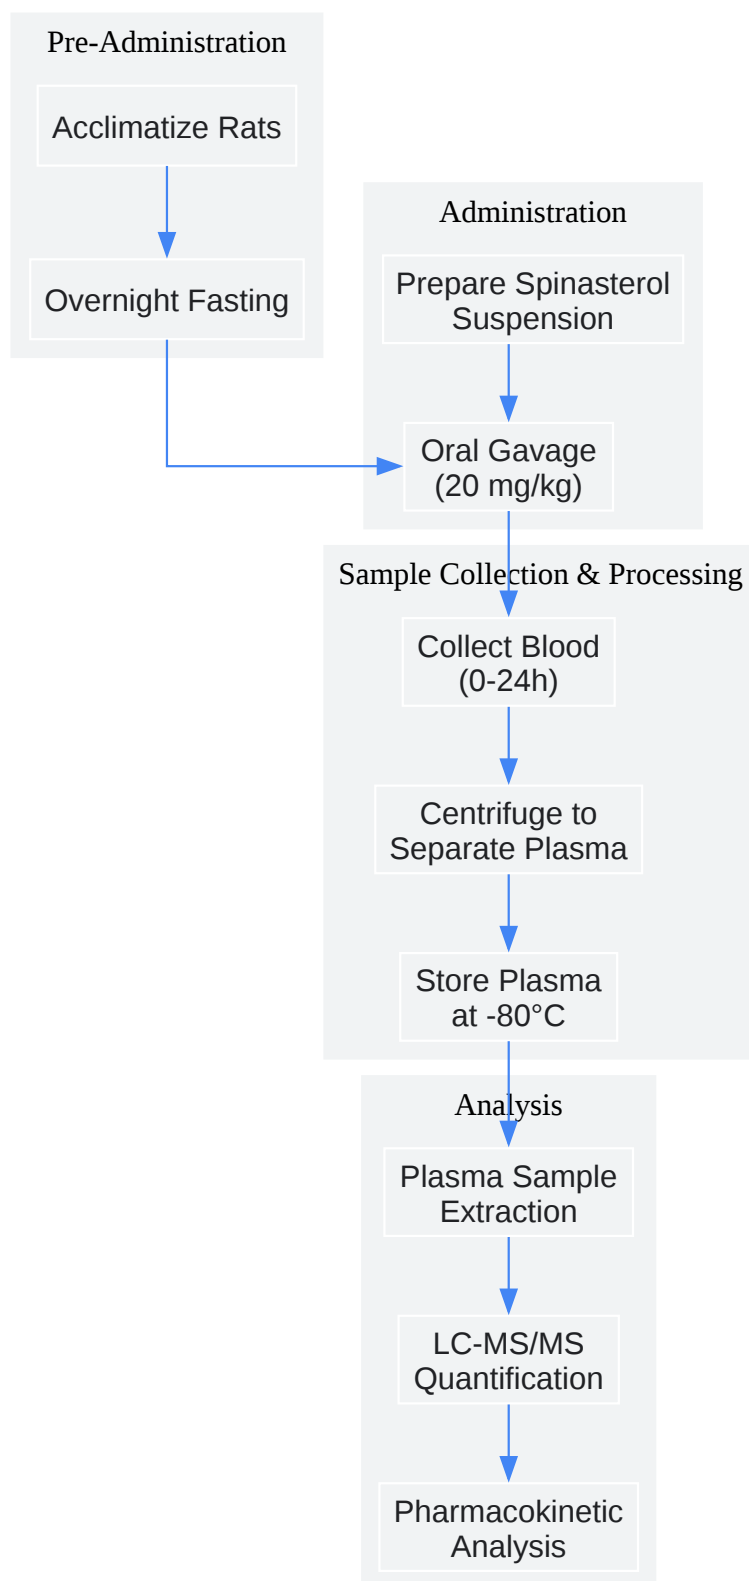 Pre-Administration
Acclimatize Rats
Overnight Fasting
Administration
Prepare Spinasterol
Suspension
Oral Gavage
(20 mg/kg)
Sample Collection & Processing
Collect Blood
(0-24h)
Centrifuge to
Separate Plasma
Store Plasma
at -80°C
Analysis
Plasma Sample
Extraction
LC-MS/MS
Quantification
Pharmacokinetic
Analysis